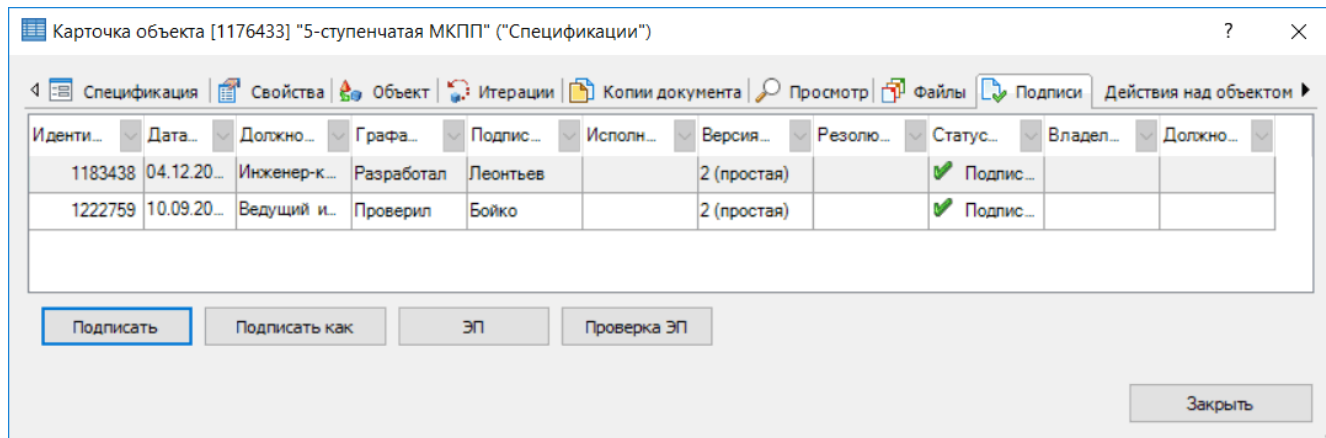 Карточка объекта [1176433] "5-ступенчатая МКПП" ("Спецификации") ?
Спецификация Свойства Объект Итерации Копии документа Просмотр Файлы Подписи Действия над объектом
Иденти... Дата... Должно... Графа... Подпис... Исполн... Версия... Резолю... Статус... Владел... Должно...
1183438 04.12.20... Инженер-к... Разработал Леонтьев 2 (простая) Подпис...
1222759 10.09.20... Ведущий и... Проверил Бойко 2 (простая) Подпис...
Подписать Подписать как ЭП Проверка ЭП
Закрыть